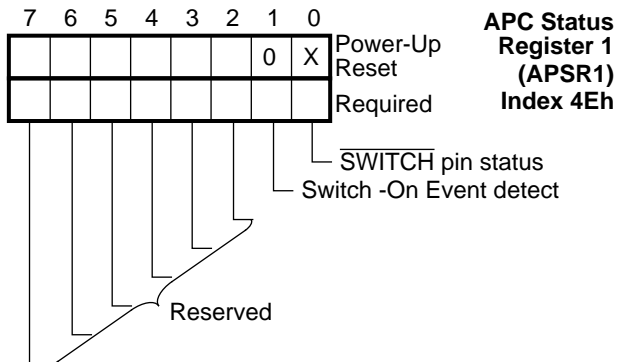 7 6 5 4 3 2 1 0
APC Status
Register 1
(APSR1)
Index 4Eh
0 X
Power-Up
Reset
Required
SWITCH pin status
Switch -On Event detect
Reserved